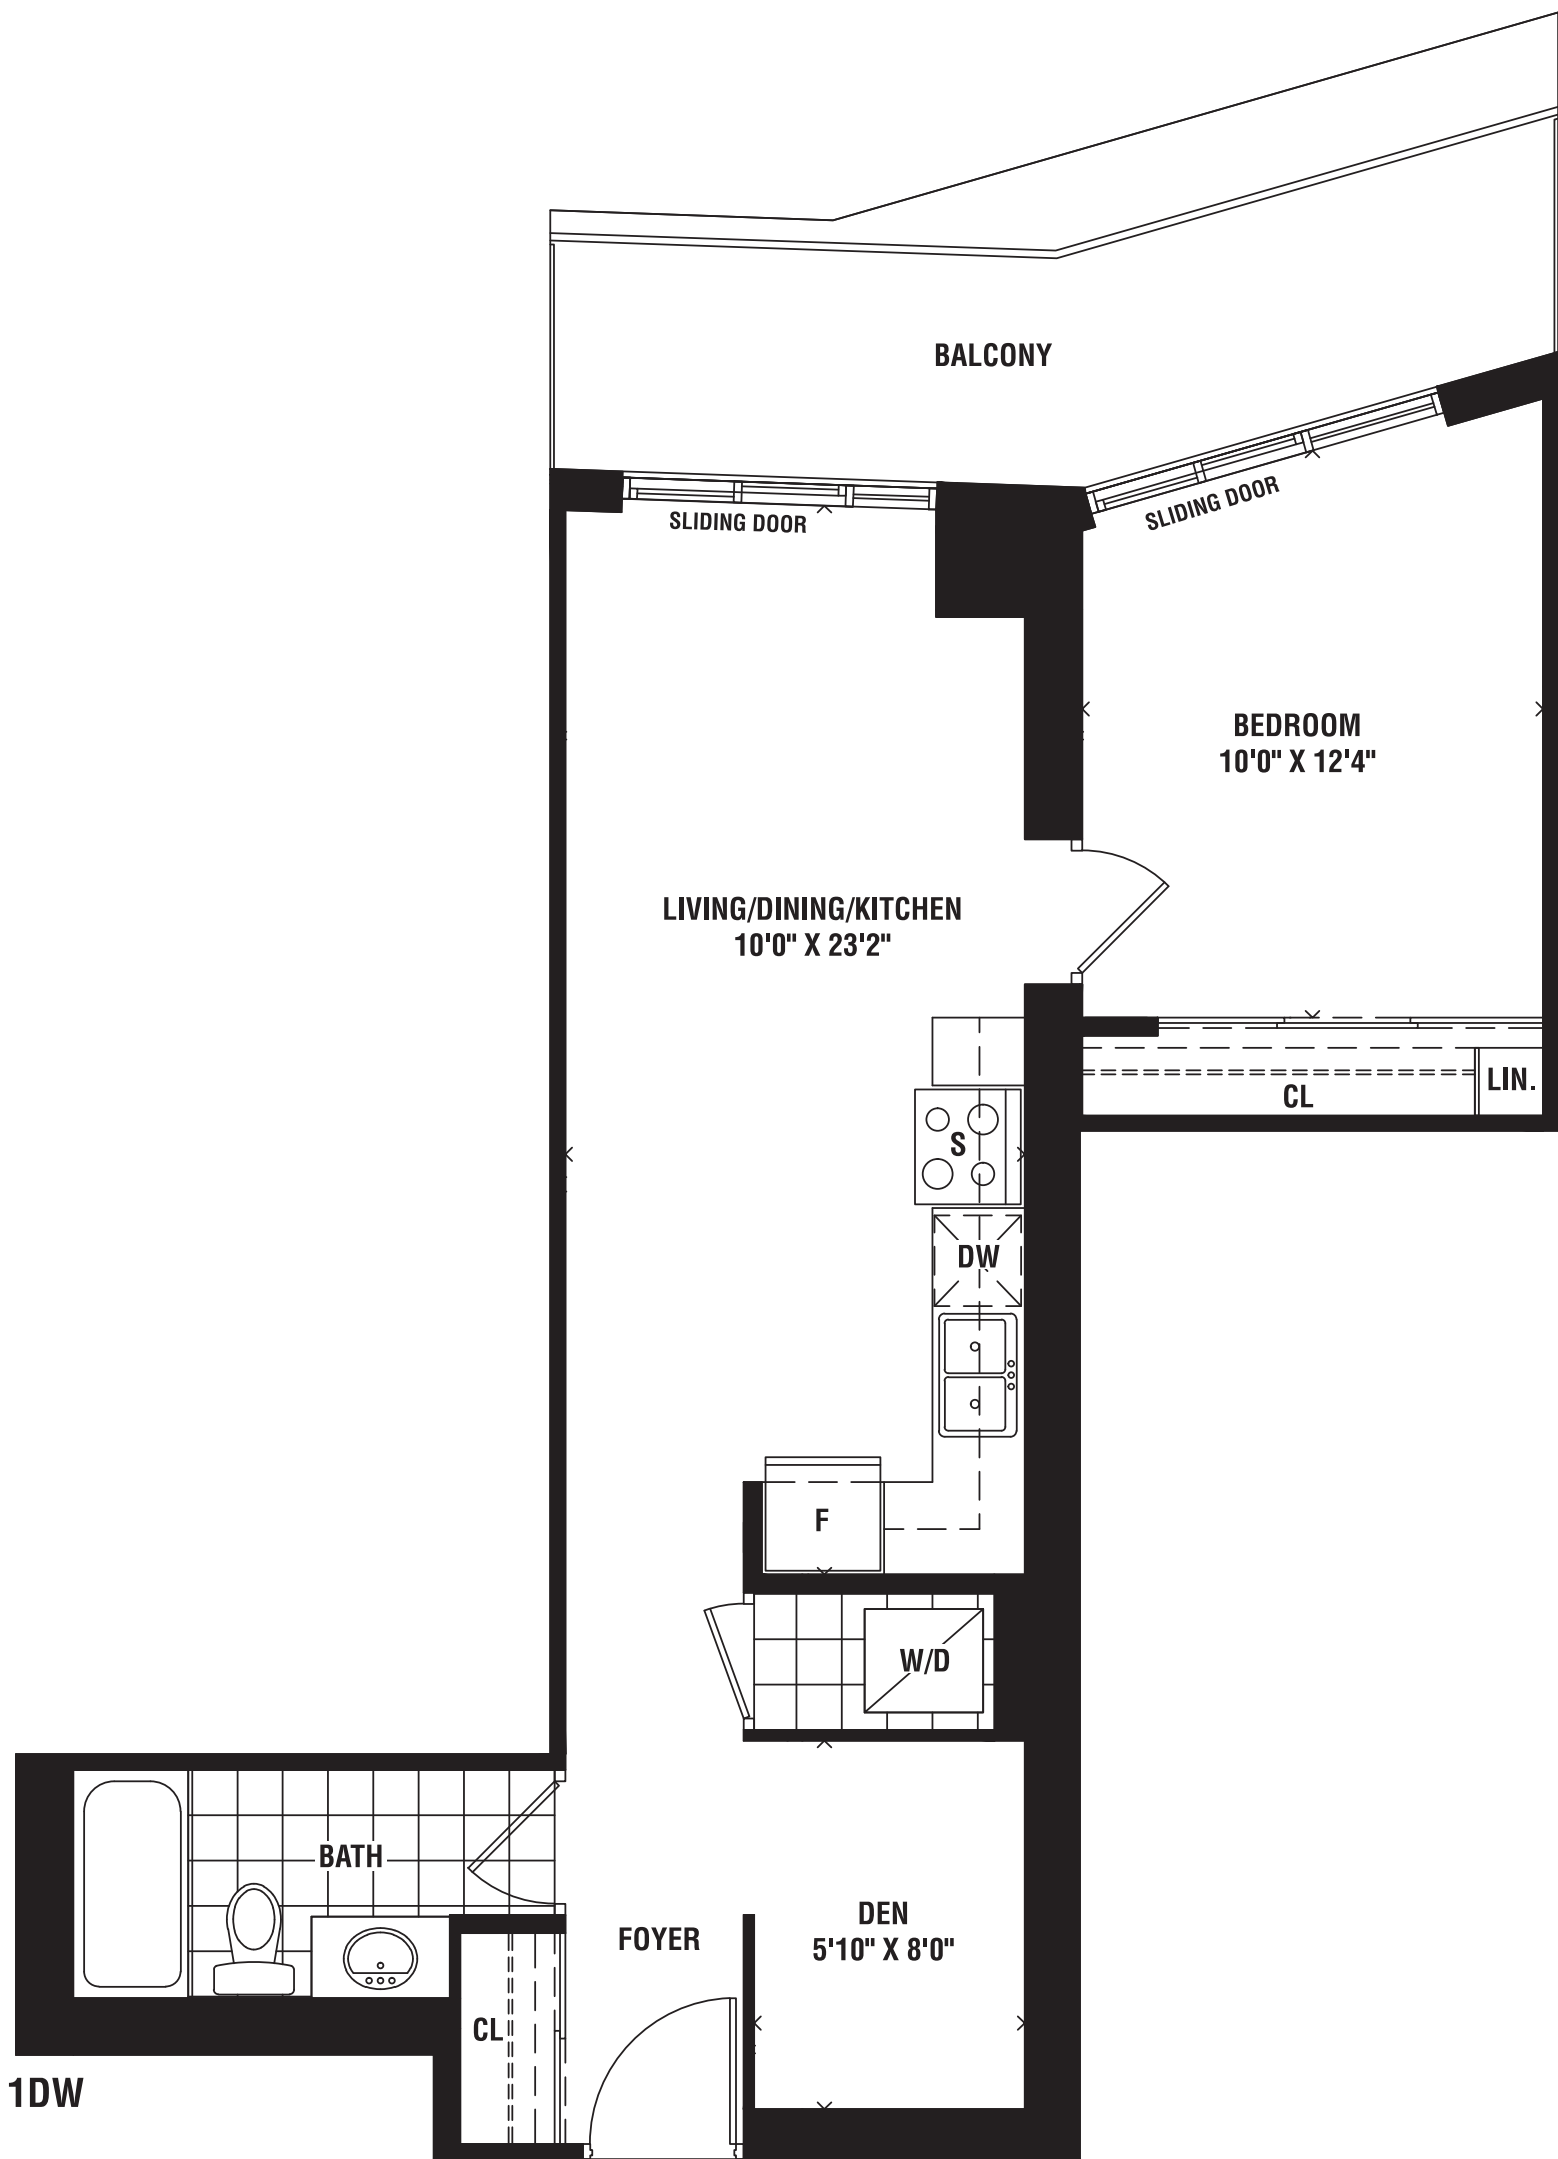 BALCONY
SLIDING DOOR
SLIDING DOOR
BEDROOM
10'0" X 12'4"
LIVING/DINING/KITCHEN
10'0" X 23'2"
LIN.
CL
S
DW
F
W/D
BATH
DEN
5'10" X 8'0"
FOYER
CL
1DW